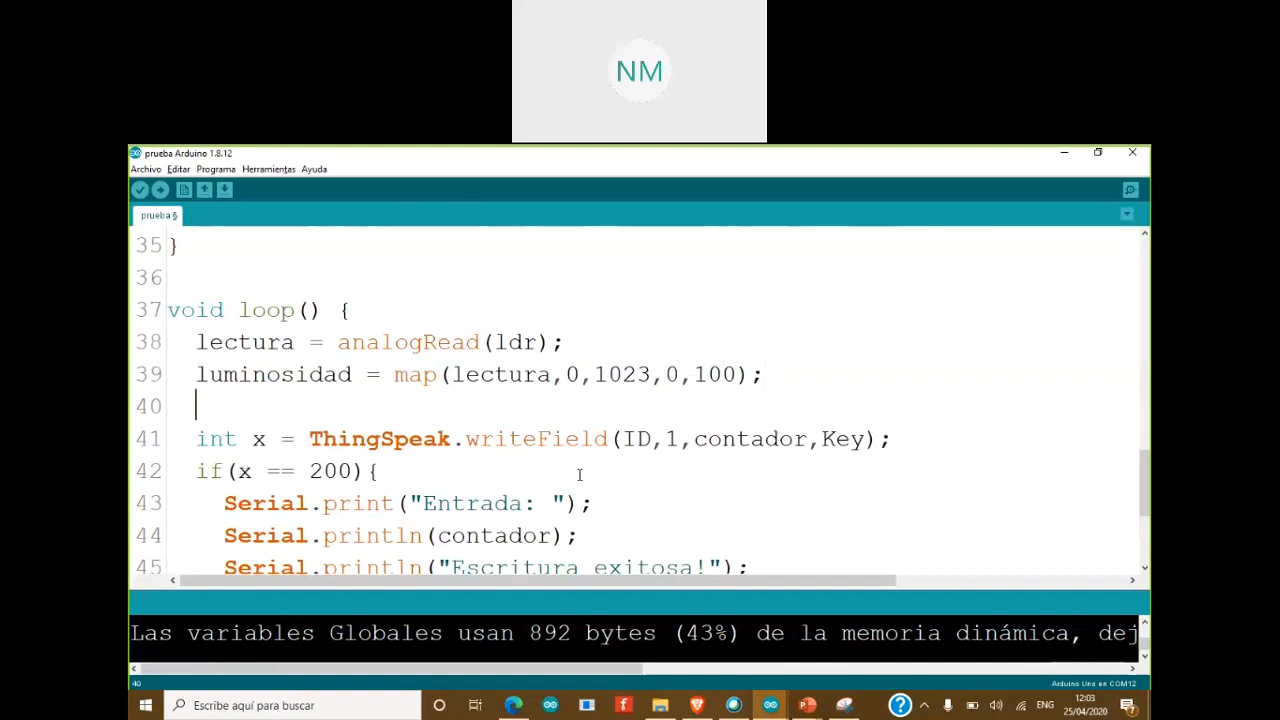 NM
prueba Arduino 1.8.12
Archivo Editar Programa Herramientas Ayuda
prueba §
35 }
36
37 void loop() {
38 lectura = analogRead(ldr);
39 luminosidad = map(lectura,0,1023,0,100);
40
41 int x = ThingSpeak.writeField(ID,1,contador,Key);
42 if(x == 200){
43 Serial.print("Entrada: ");
44 Serial.println(contador);
45 Serial.println("Escritura exitosa!");
Las variables Globales usan 892 bytes (43%) de la memoria dinámica, dej
40 Arduino Uno en COM12
Escribe aquí para buscar
ENG
12:03
25/04/2020
7